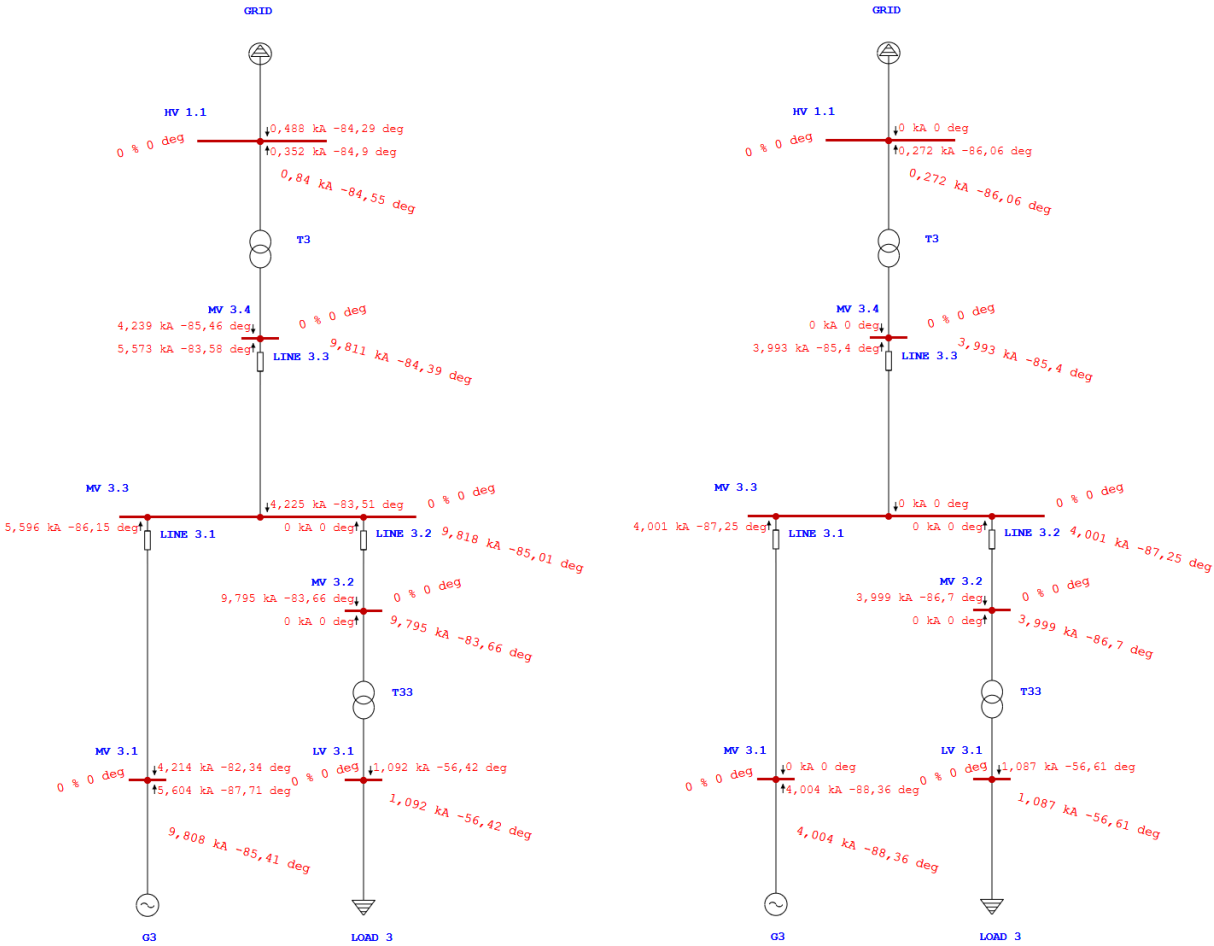 GRID
HV 1.1
0,488 kA -84,29 deg
0 % 0 deg
0,352 kA -84,9 deg
0,84 kA -84,55 deg
T3
MV 3.4
0 % 0 deg
4,239 kA -85,46 deg
5,573 kA -83,58 deg
9,811 kA -84,39 deg
LINE 3.3
MV 3.3
4,225 kA -83,51 deg
0 % 0 deg
5,596 kA -86,15 deg
LINE 3.1
0 kA 0 deg
LINE 3.2
9,818 kA -85,01 deg
MV 3.2
0 % 0 deg
9,795 kA -83,66 deg
0 kA 0 deg
9,795 kA -83,66 deg
T33
MV 3.1
0 % 0 deg
4,214 kA -82,34 deg
5,604 kA -87,71 deg
9,808 kA -85,41 deg
LV 3.1
0 % 0 deg
1,092 kA -56,42 deg
1,092 kA -56,42 deg
G3
LOAD 3
GRID
HV 1.1
0 kA 0 deg
0 % 0 deg
0,272 kA -86,06 deg
0,272 kA -86,06 deg
T3
MV 3.4
0 % 0 deg
0 kA 0 deg
3,993 kA -85,4 deg
3,993 kA -85,4 deg
LINE 3.3
MV 3.3
0 kA 0 deg
0 % 0 deg
4,001 kA -87,25 deg
LINE 3.1
0 kA 0 deg
LINE 3.2
4,001 kA -87,25 deg
MV 3.2
0 % 0 deg
3,999 kA -86,7 deg
0 kA 0 deg
3,999 kA -86,7 deg
T33
MV 3.1
0 % 0 deg
0 kA 0 deg
4,004 kA -88,36 deg
4,004 kA -88,36 deg
LV 3.1
0 % 0 deg
1,087 kA -56,61 deg
1,087 kA -56,61 deg
G3
LOAD 3